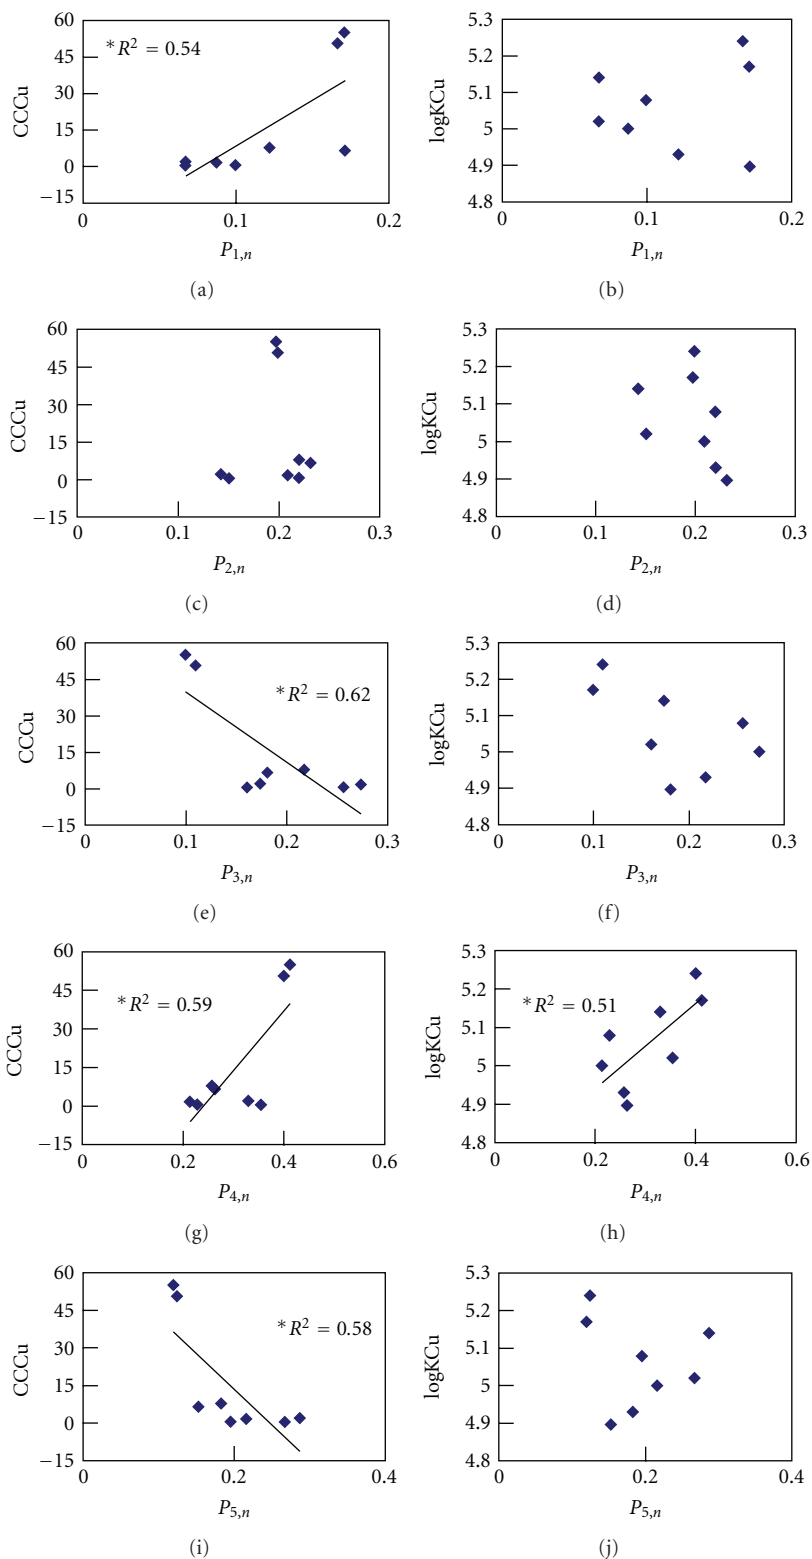 60
45
30
15
0
−15
CCCu
*R² = 0.54
0
0.1
0.2
P1,n
(a)
5.3
5.2
5.1
5
4.9
4.8
logKCu
0
0.1
0.2
P1,n
(b)
60
45
30
15
0
−15
CCCu
0
0.1
0.2
0.3
P2,n
(c)
5.3
5.2
5.1
5
4.9
4.8
logKCu
0
0.1
0.2
0.3
P2,n
(d)
60
45
30
15
0
−15
CCCu
*R² = 0.62
0
0.1
0.2
0.3
P3,n
(e)
5.3
5.2
5.1
5
4.9
4.8
logKCu
0
0.1
0.2
0.3
P3,n
(f)
60
45
30
15
0
−15
CCCu
*R² = 0.59
0
0.2
0.4
0.6
P4,n
(g)
5.3
5.2
5.1
5
4.9
4.8
logKCu
*R² = 0.51
0
0.2
0.4
0.6
P4,n
(h)
60
45
30
15
0
−15
CCCu
*R² = 0.58
0
0.2
0.4
P5,n
(i)
5.3
5.2
5.1
5
4.9
4.8
logKCu
0
0.2
0.4
P5,n
(j)